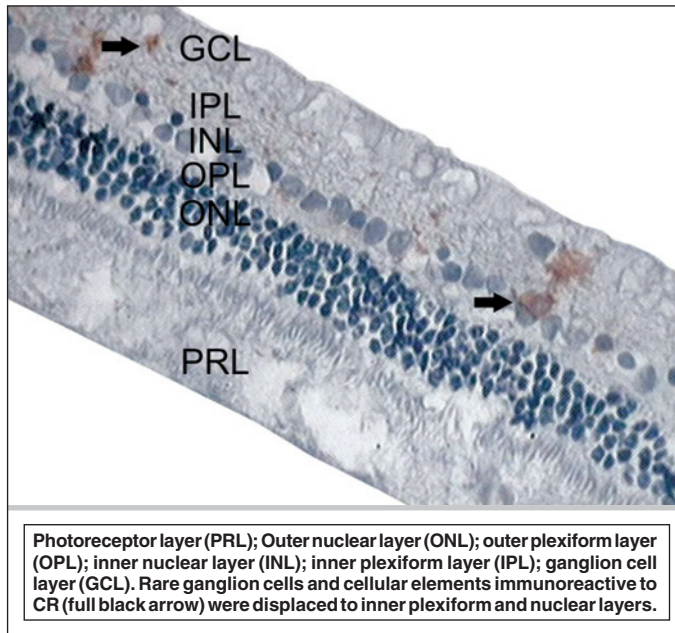 GCL
IPL
INL
OPL
ONL
PRL
Photoreceptor layer (PRL); Outer nuclear layer (ONL); outer plexiform layer
(OPL); inner nuclear layer (INL); inner plexiform layer (IPL); ganglion cell
layer (GCL). Rare ganglion cells and cellular elements immunoreactive to
CR (full black arrow) were displaced to inner plexiform and nuclear layers.